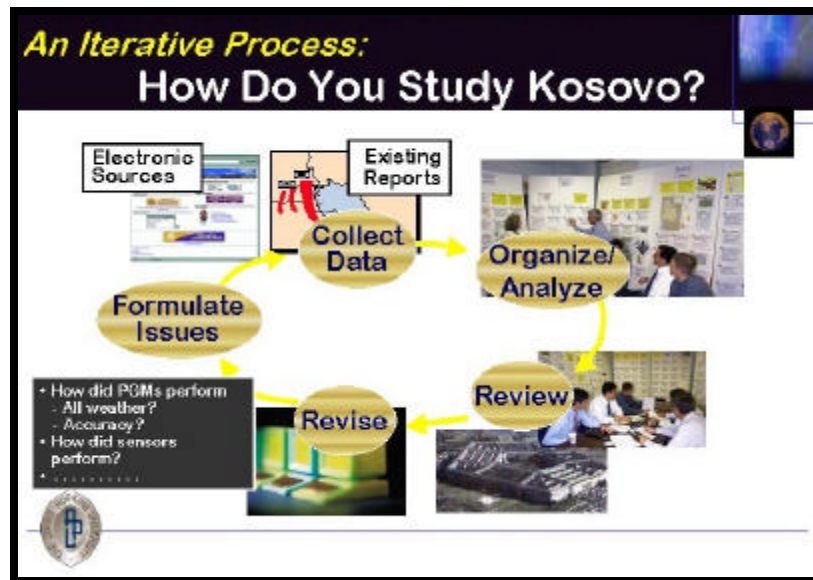 An Iterative Process:
How Do You Study Kosovo?
Electronic
Sources
Existing
Reports
Collect
Data
Organize/
Analyze
Formulate
Issues
Review
Revise
• How did PGMs perform
- All weather?
- Accuracy?
• How did sensors
perform?
• . . . . . . . . . .
APL